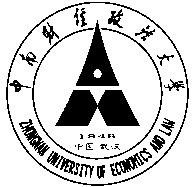 中南财经政法大学
1948
中国 武汉
ZHONGNAN UNIVERSITY OF ECONOMICS AND LAW